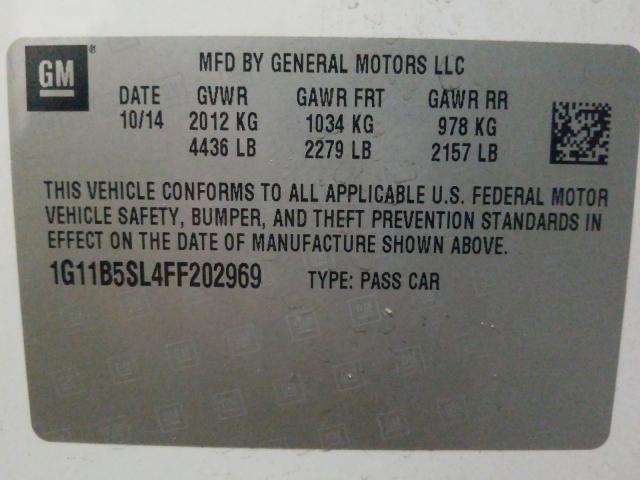 GM ®
MFD BY GENERAL MOTORS LLC
DATE GVWR GAWR FRT GAWR RR
10/14 2012 KG 1034 KG 978 KG
4436 LB 2279 LB 2157 LB
THIS VEHICLE CONFORMS TO ALL APPLICABLE U.S. FEDERAL MOTOR
VEHICLE SAFETY, BUMPER, AND THEFT PREVENTION STANDARDS IN
EFFECT ON THE DATE OF MANUFACTURE SHOWN ABOVE.
1G11B5SL4FF202969 TYPE: PASS CAR